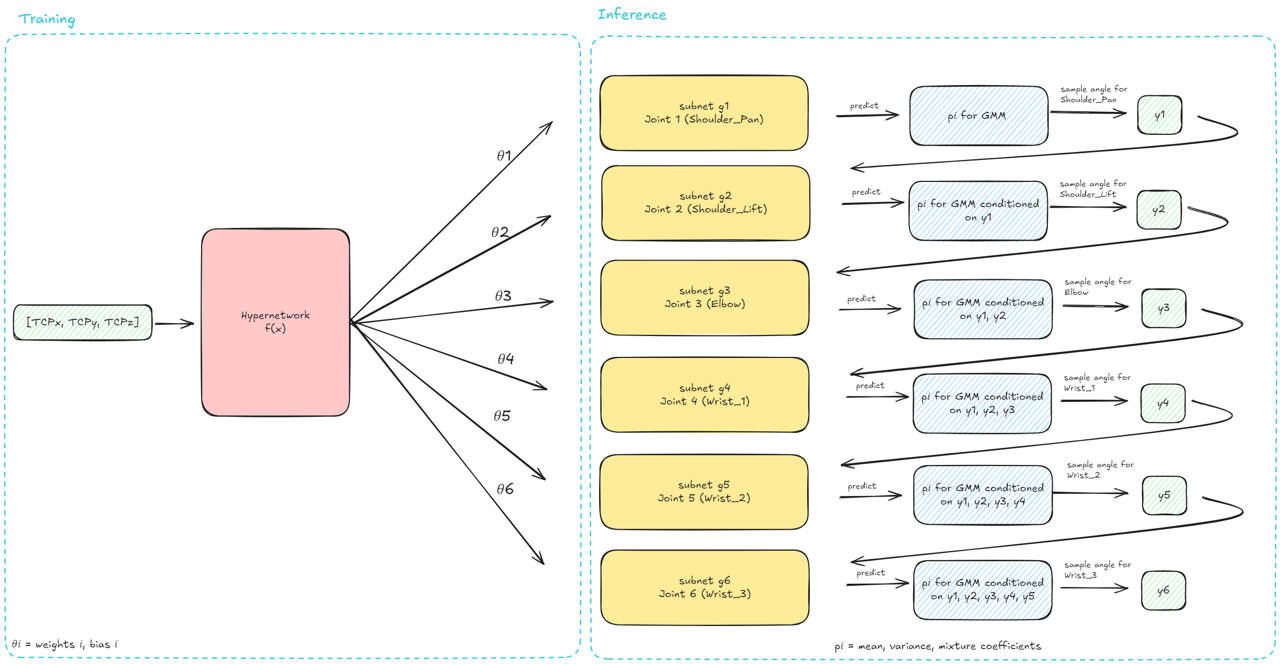 Training
[TCPx, TCPy, TCPz]
Hypernetwork
f(x)
θ1
θ2
θ3
θ4
θ5
θ6
θi = weights i, bias i
Inference
subnet g1
Joint 1 (Shoulder_Pan)
predict
pi for GMM
sample angle for
Shoulder_Pan
y1
subnet g2
Joint 2 (Shoulder_Lift)
predict
pi for GMM conditioned
on y1
sample angle for
Shoulder_Lift
y2
subnet g3
Joint 3 (Elbow)
predict
pi for GMM conditioned
on y1, y2
sample angle for
Elbow
y3
subnet g4
Joint 4 (Wrist_1)
predict
pi for GMM conditioned
on y1, y2, y3
sample angle for
Wrist_1
y4
subnet g5
Joint 5 (Wrist_2)
predict
pi for GMM conditioned
on y1, y2, y3, y4
sample angle for
Wrist_2
y5
subnet g6
Joint 6 (Wrist_3)
predict
pi for GMM conditioned
on y1, y2, y3, y4, y5
sample angle for
Wrist_3
y6
pi = mean, variance, mixture coefficients